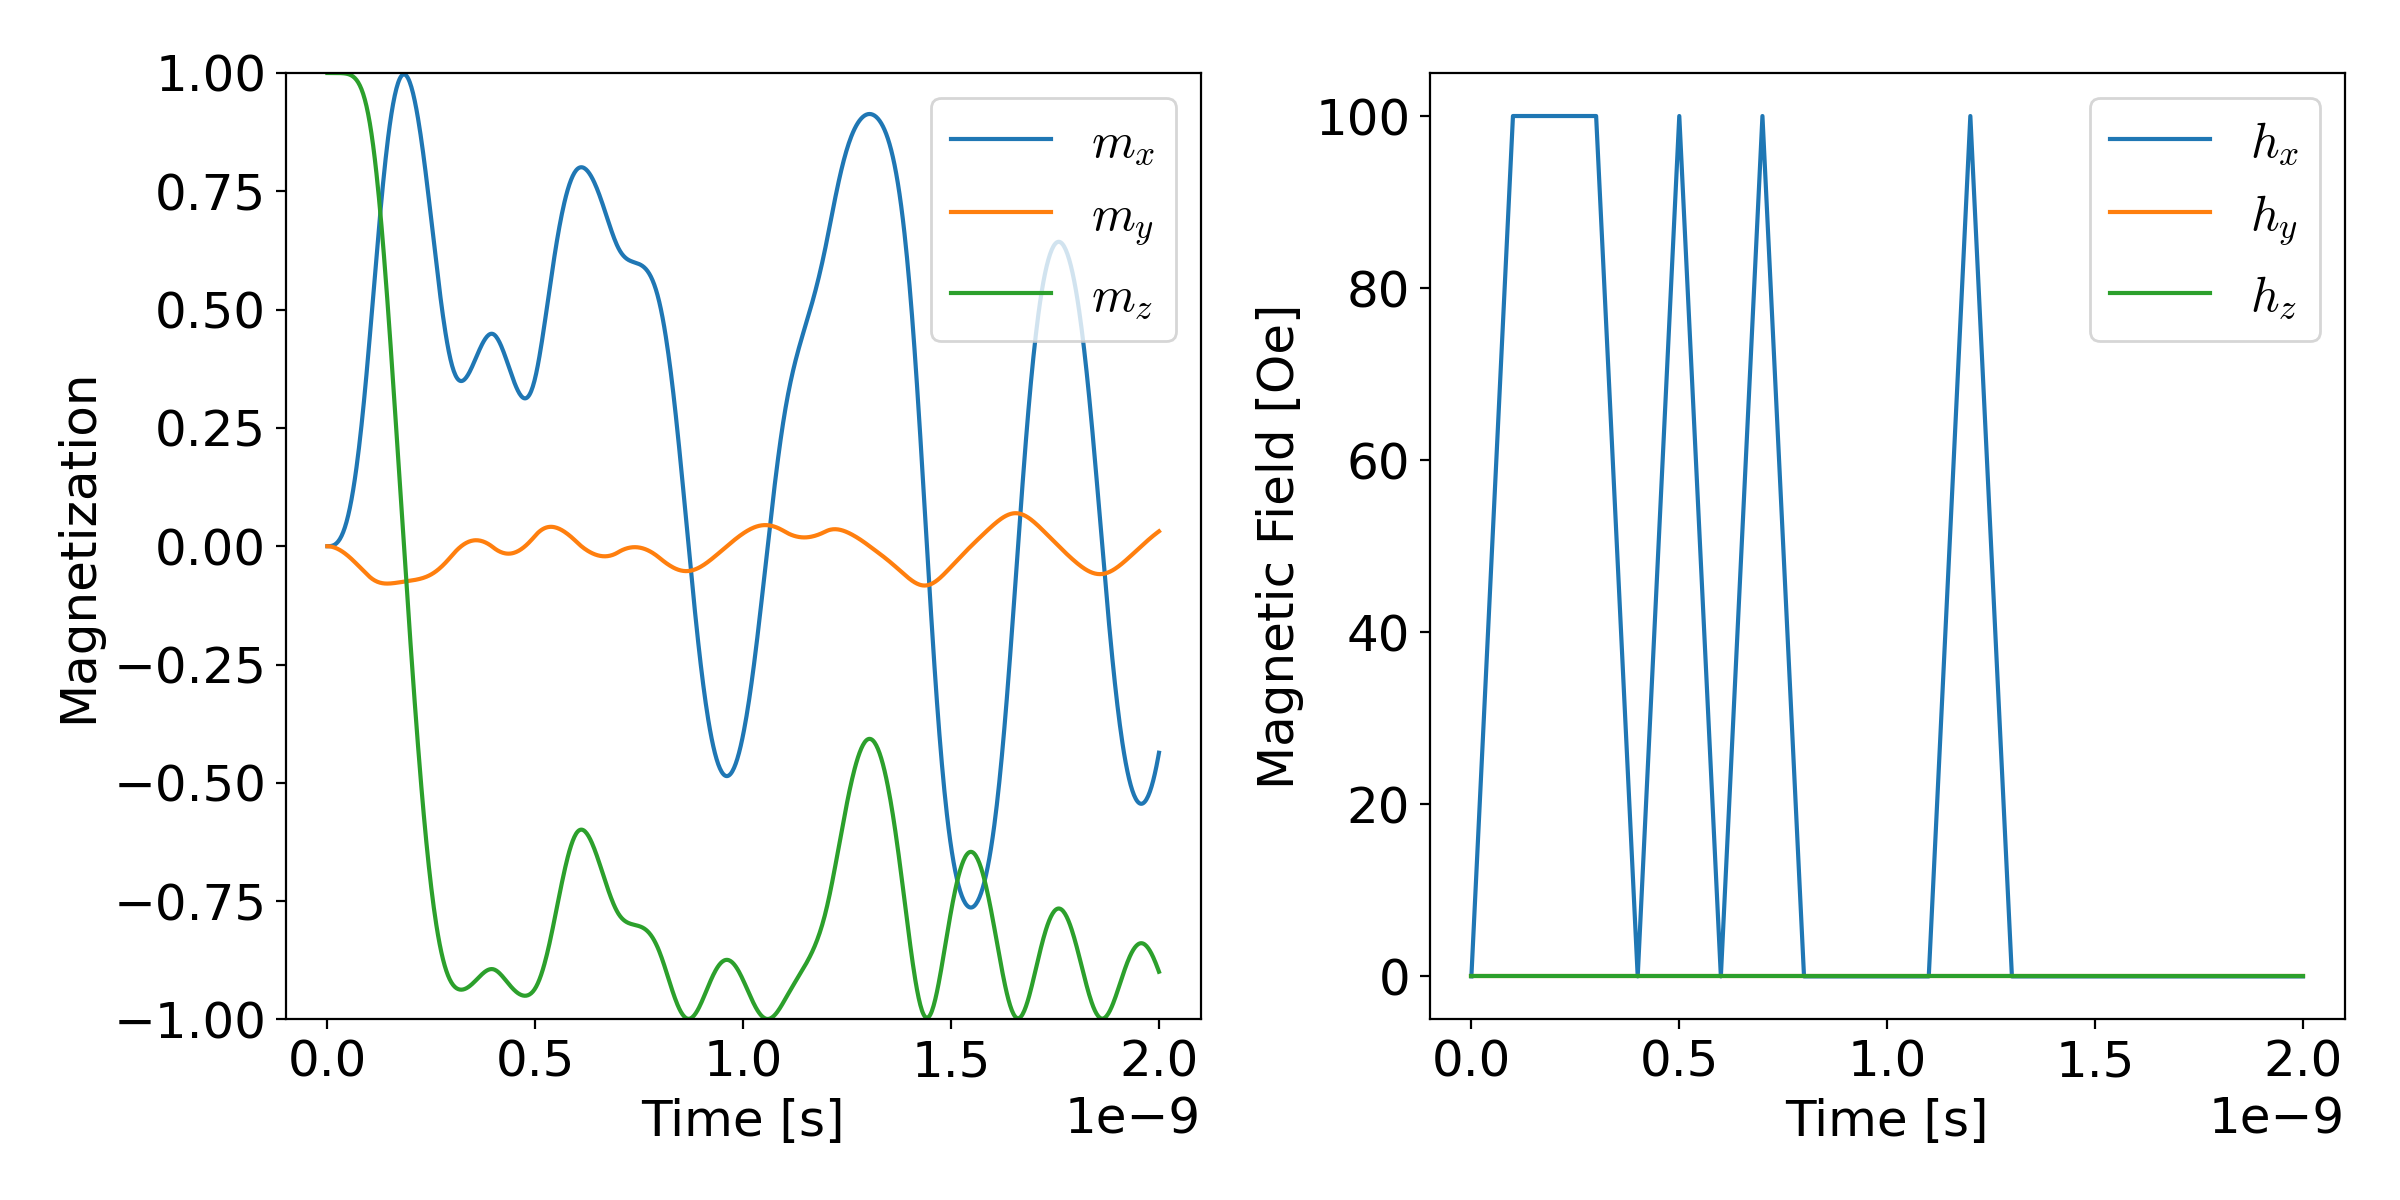 Magnetization
1.00
0.75
0.50
0.25
0.00
−0.25
−0.50
−0.75
−1.00
0.0 0.5 1.0 1.5 2.0
Time [s]
1e−9
m_x
m_y
m_z
Magnetic Field [Oe]
100
80
60
40
20
0
0.0 0.5 1.0 1.5 2.0
Time [s]
1e−9
h_x
h_y
h_z